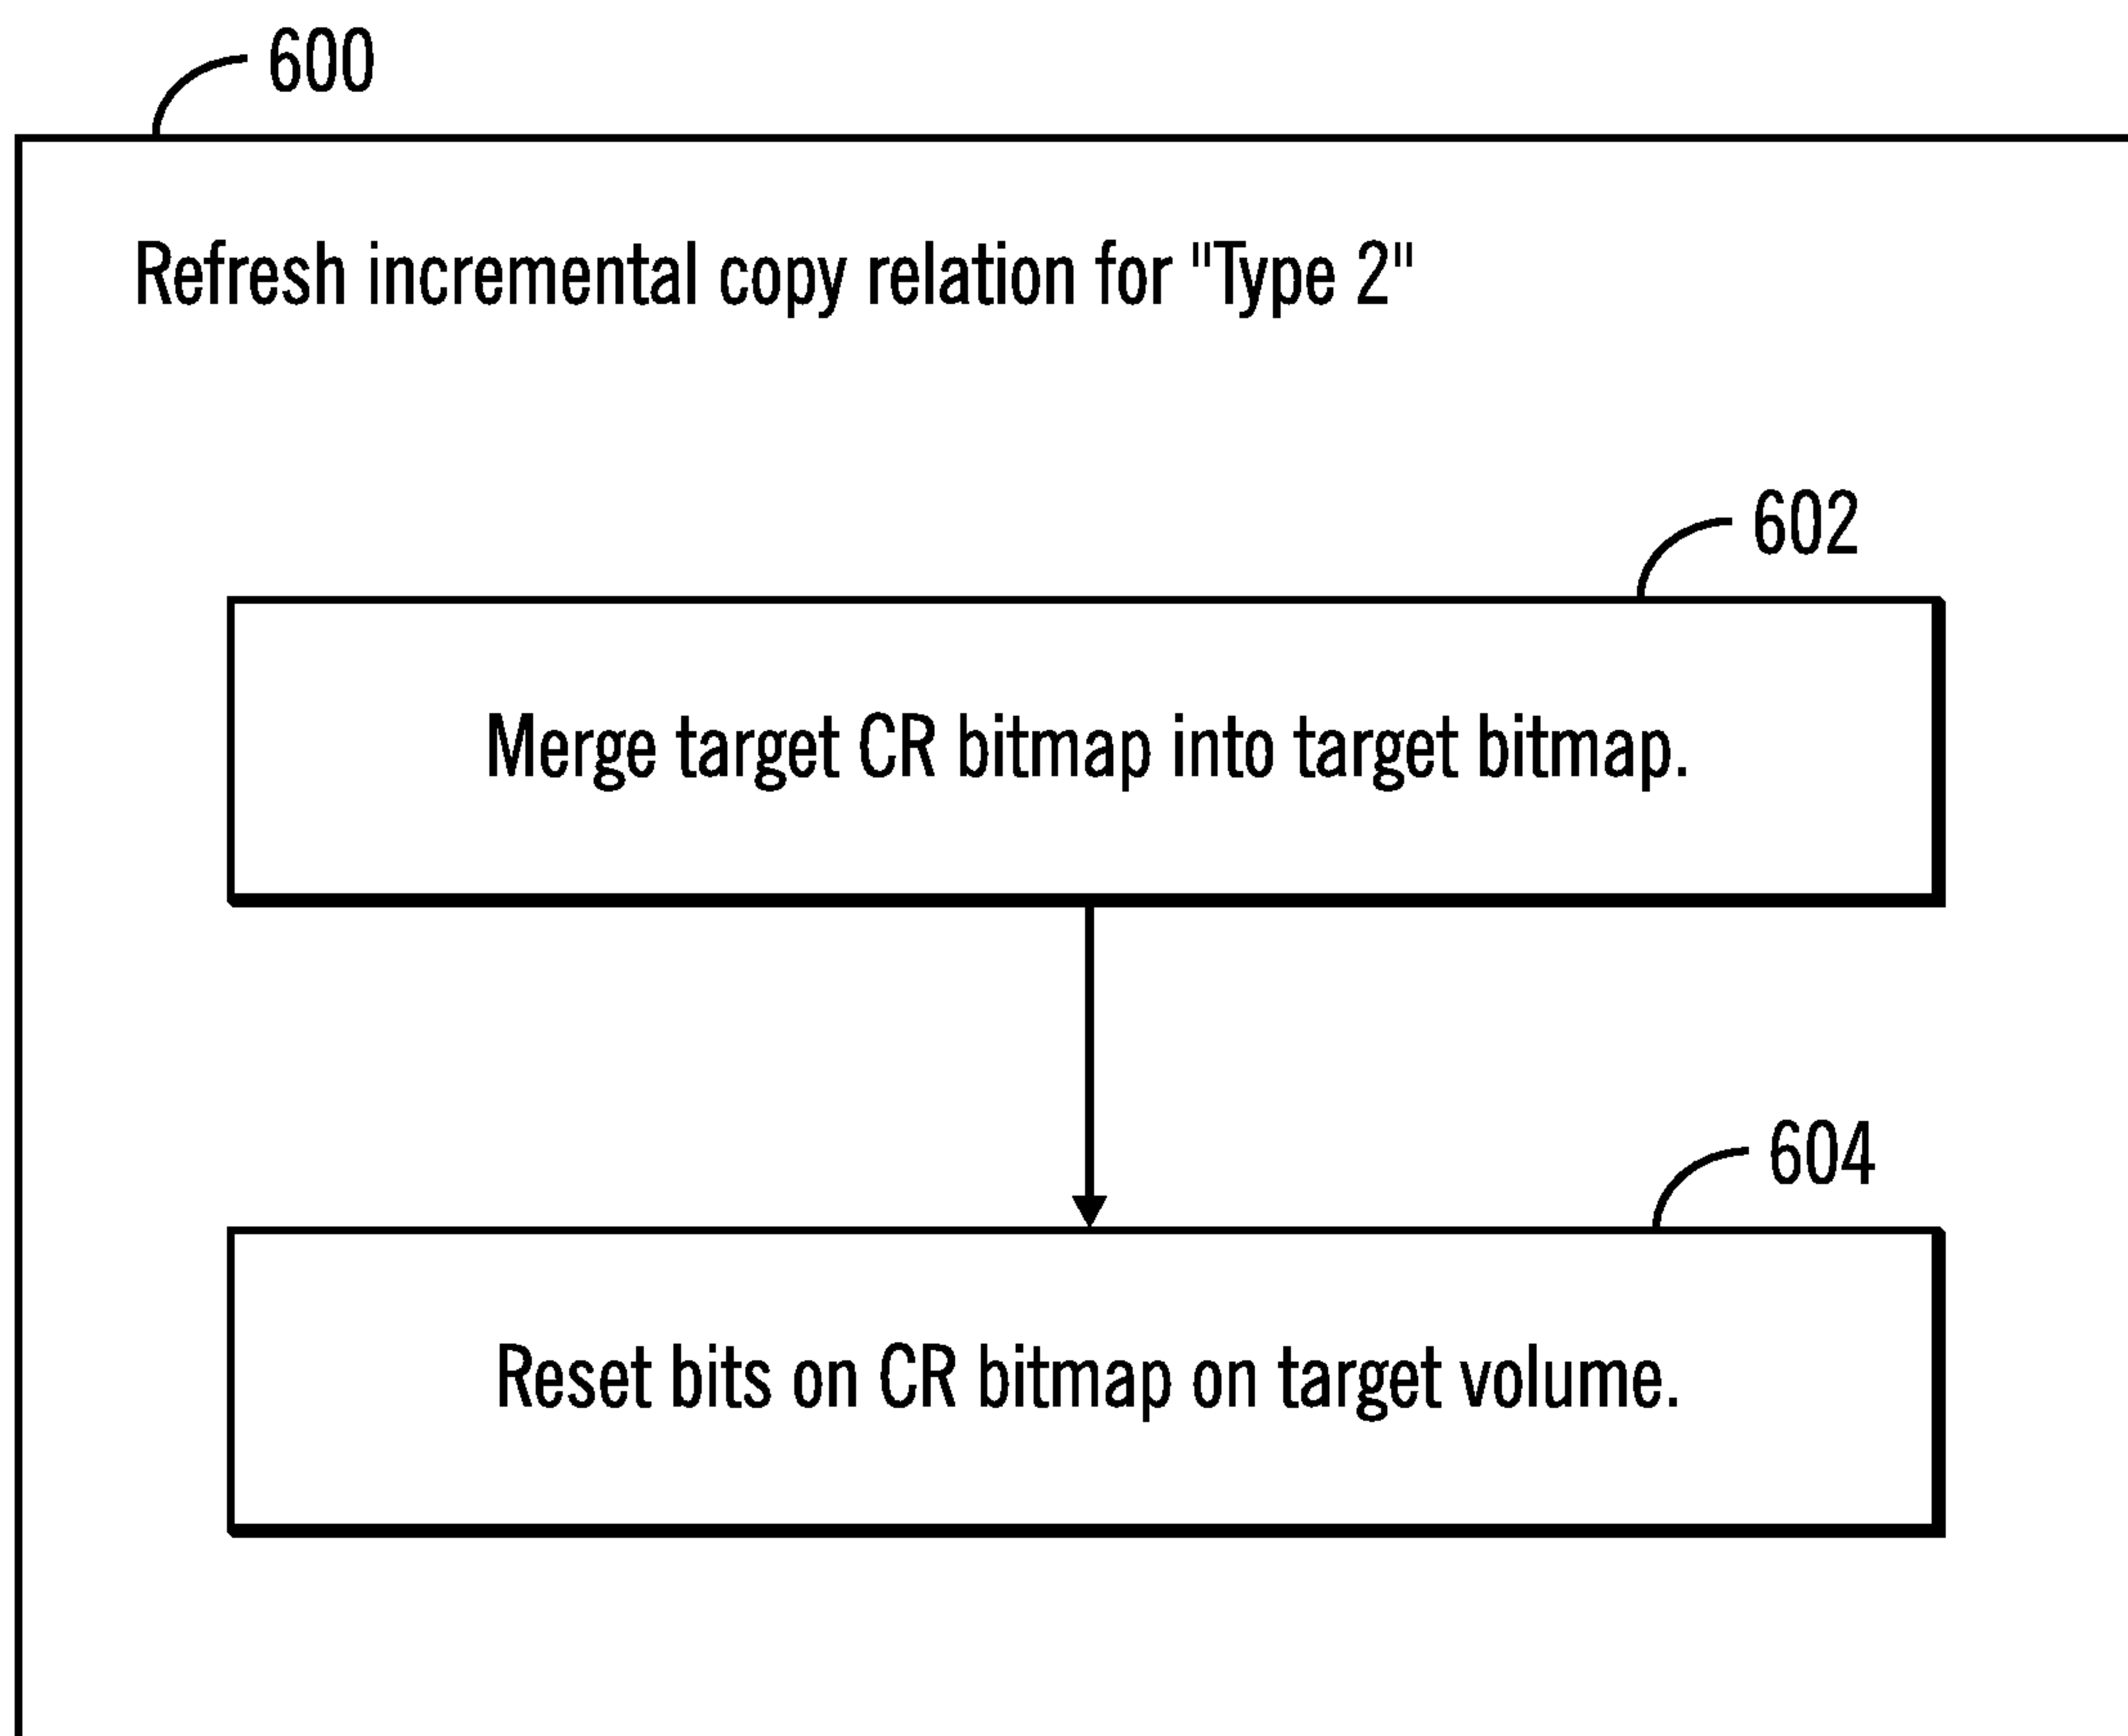 600
Refresh incremental copy relation for "Type 2"
602
Merge target CR bitmap into target bitmap.
604
Reset bits on CR bitmap on target volume.